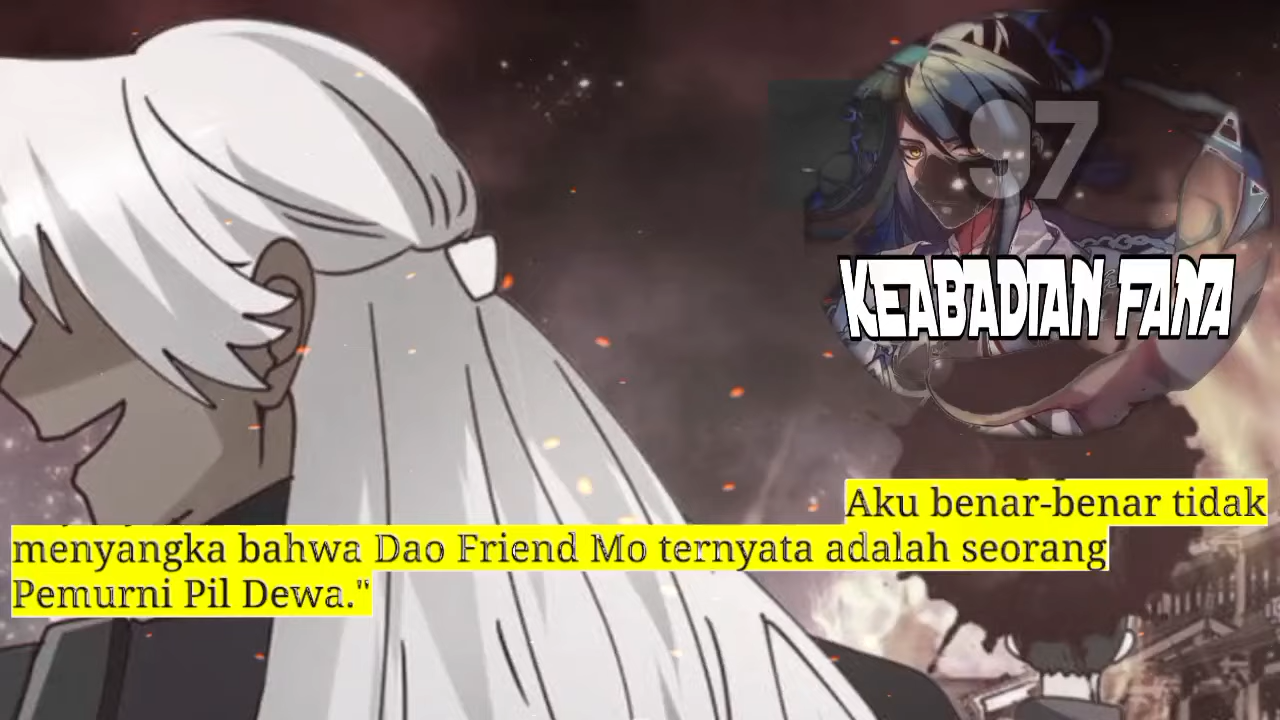 97
KEABADIAN FANA
Aku benar-benar tidak
menyangka bahwa Dao Friend Mo ternyata adalah seorang
Pemurni Pil Dewa."